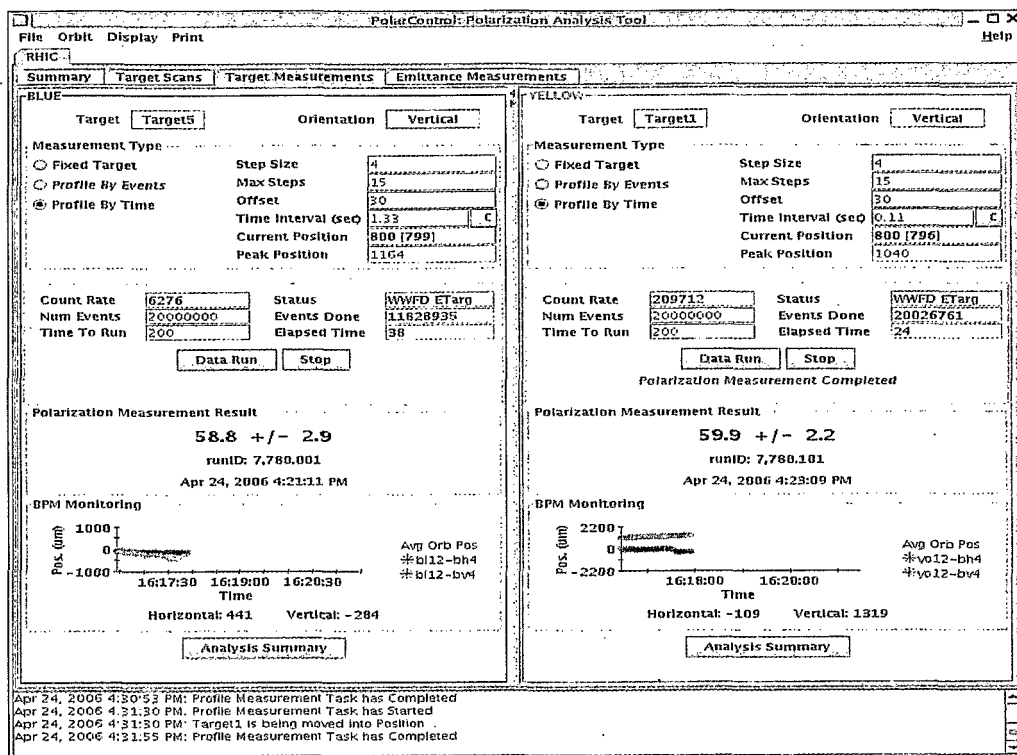 PolarControl: Polarization Analysis Tool
File Orbit Display Print Help
RHIC
Summary Target Scans Target Measurements Emittance Measurements
BLUE
Target Target5 Orientation Vertical
Measurement Type
Fixed Target
Profile By Events
Profile By Time
Step Size 4
Max Steps 15
Offset 30
Time Interval (sec) 1.33 C
Current Position 800 [799]
Peak Position 1164
Count Rate 6276 Status WWFD ETarg
Num Events 20000000 Events Done 11828935
Time To Run 200 Elapsed Time 38
Data Run Stop
Polarization Measurement Result
58.8 +/- 2.9
runID: 7,780.001
Apr 24, 2006 4:21:11 PM
BPM Monitoring
Pos. (um)
1000
0
-1000
16:17:30 16:19:00 16:20:30
Time
Avg Orb Pos
bl12-bh4
bl12-bv4
Horizontal: 441 Vertical: -284
Analysis Summary
YELLOW
Target Target1 Orientation Vertical
Measurement Type
Fixed Target
Profile By Events
Profile By Time
Step Size 4
Max Steps 15
Offset 30
Time Interval (sec) 0.11 C
Current Position 800 [796]
Peak Position 1040
Count Rate 209712 Status WWFD ETarg
Num Events 20000000 Events Done 20026761
Time To Run 200 Elapsed Time 24
Data Run Stop
Polarization Measurement Completed
Polarization Measurement Result
59.9 +/- 2.2
runID: 7,780.101
Apr 24, 2006 4:23:09 PM
BPM Monitoring
Pos. (um)
2200
0
-2200
16:18:00 16:20:00
Time
Avg Orb Pos
yo12-bh4
yo12-bv4
Horizontal: -109 Vertical: 1319
Analysis Summary
Apr 24, 2006 4:30:53 PM: Profile Measurement Task has Completed
Apr 24, 2006 4:31:30 PM: Profile Measurement Task has Started
Apr 24, 2006 4:31:30 PM: Target1 is being moved into Position
Apr 24, 2006 4:31:55 PM: Profile Measurement Task has Completed